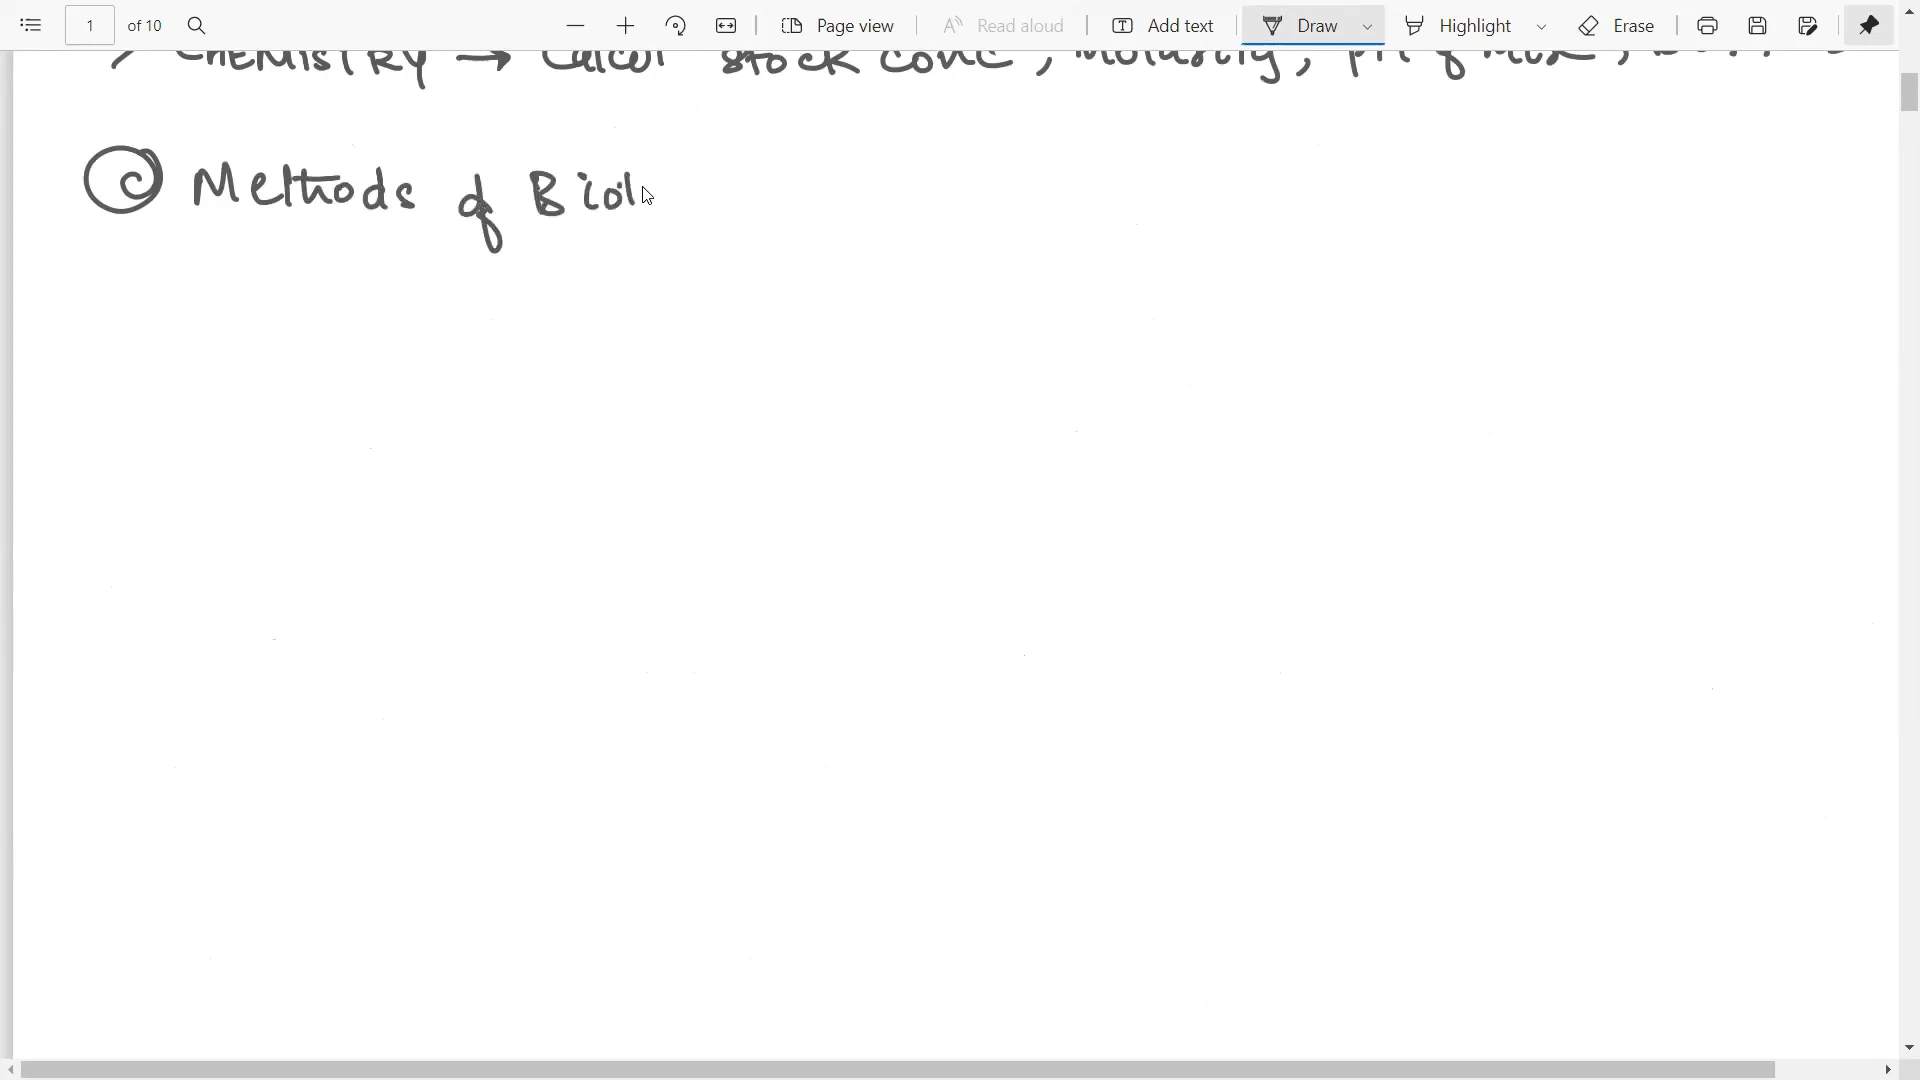 1 of 10 Page view Read aloud Add text Draw Highlight Erase
> CHEMISTRY → Calcul stock conc, Molarity, pH of
© Methods of Biol